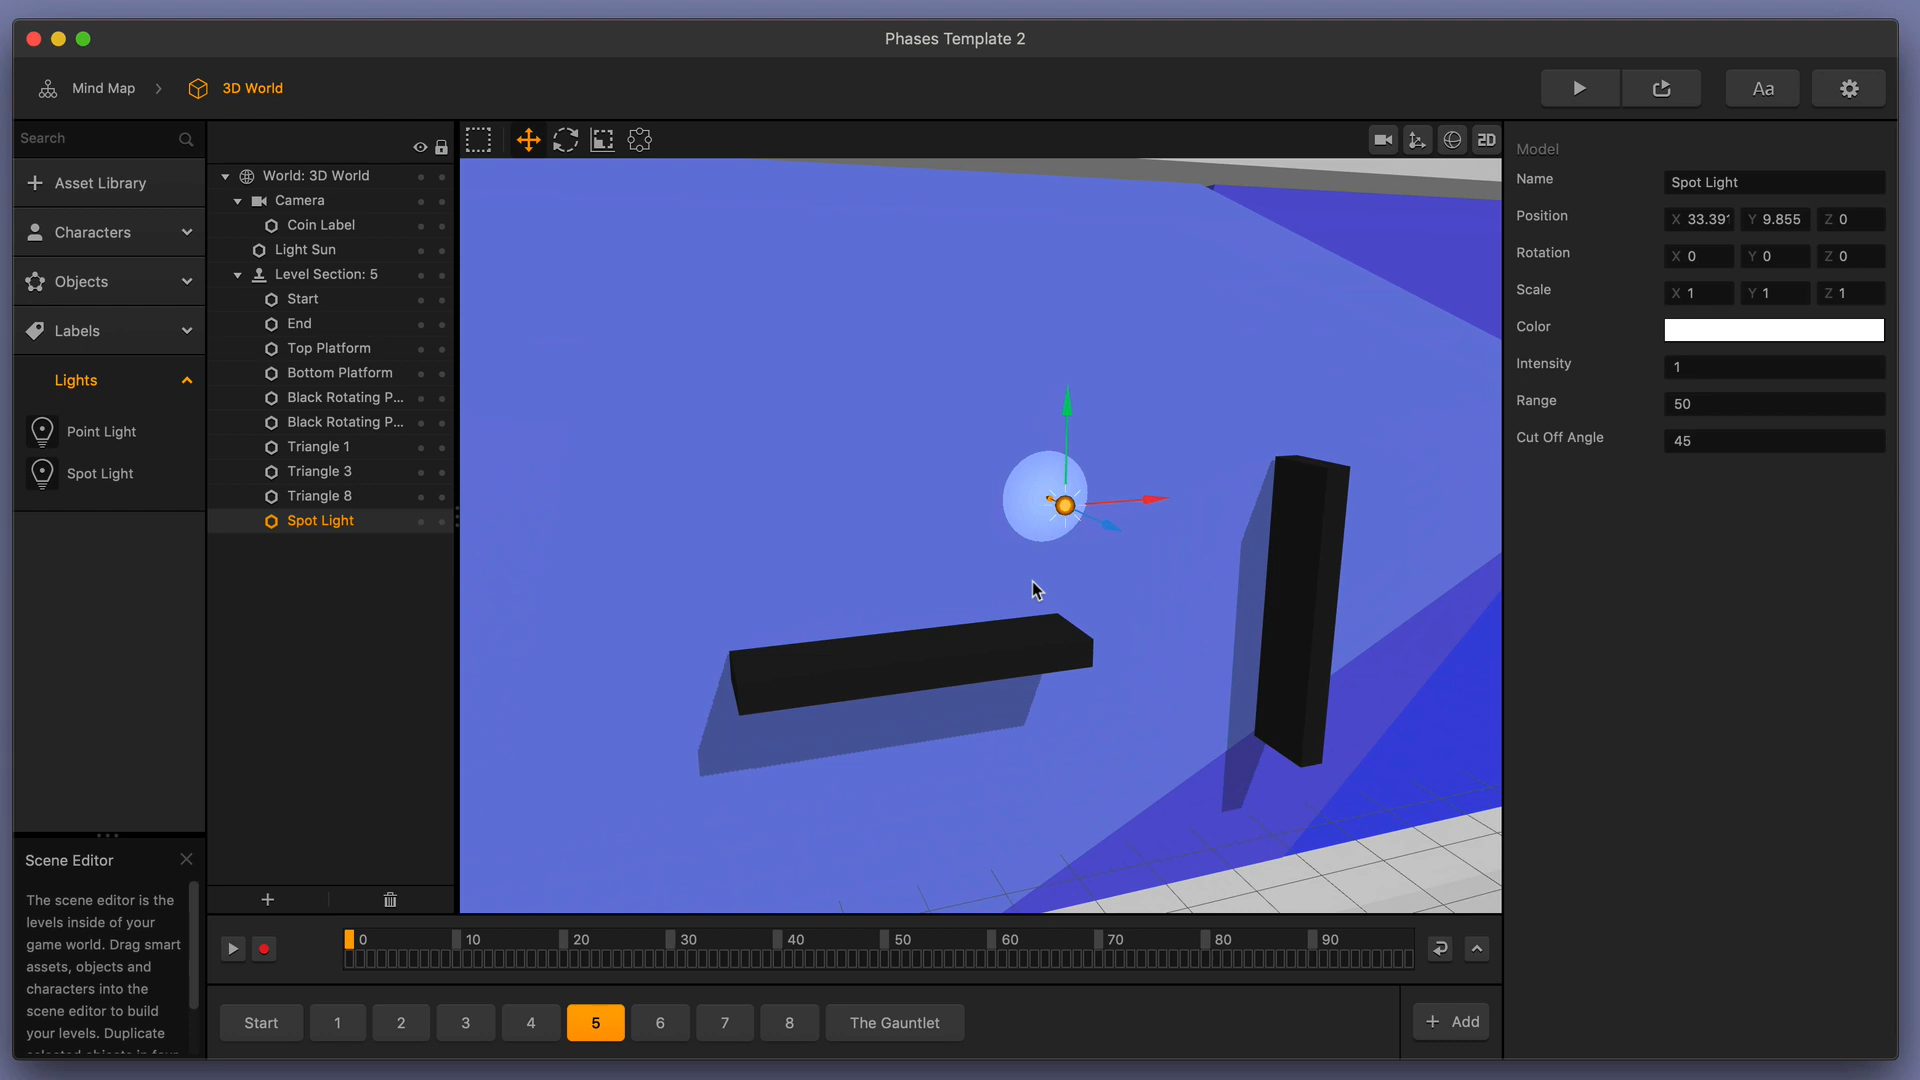 Phases Template 2
Mind Map
3D World
Aa
Search
Asset Library
Characters
Objects
Labels
Lights
Point Light
Spot Light
World: 3D World
Camera
Coin Label
Light Sun
Level Section: 5
Start
End
Top Platform
Bottom Platform
Black Rotating P...
Black Rotating P...
Triangle 1
Triangle 3
Triangle 8
Spot Light
2D
Model
Name Spot Light
Position X 33.391 Y 9.855 Z 0
Rotation X 0 Y 0 Z 0
Scale X 1 Y 1 Z 1
Color
Intensity 1
Range 50
Cut Off Angle 45
Scene Editor
The scene editor is the
levels inside of your
game world. Drag smart
assets, objects and
characters into the
scene editor to build
your levels. Duplicate
0 10 20 30 40 50 60 70 80 90
Start 1 2 3 4 5 6 7 8 The Gauntlet
+ Add